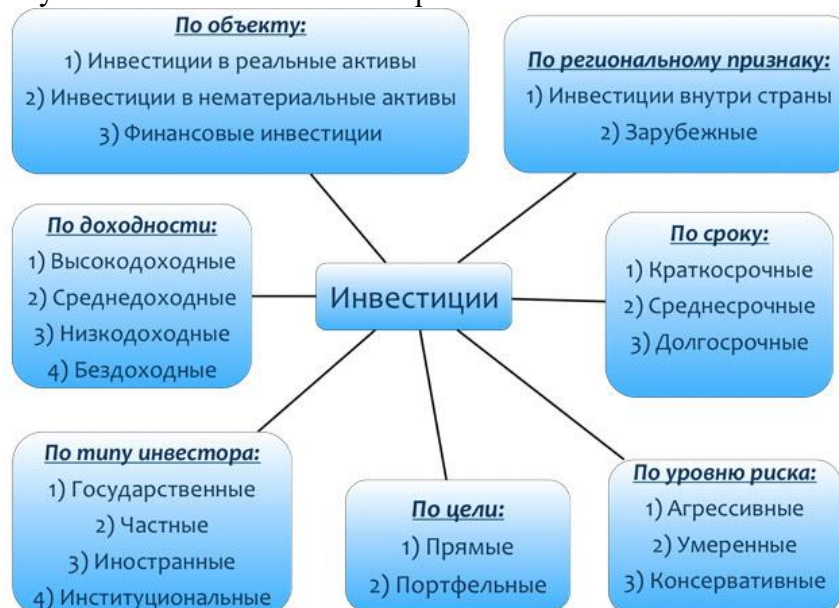 По объекту:
1) Инвестиции в реальные активы
2) Инвестиции в нематериальные активы
3) Финансовые инвестиции
По региональному признаку:
1) Инвестиции внутри страны
2) Зарубежные
По доходности:
1) Высокодоходные
2) Среднедоходные
3) Низкодоходные
4) Бездоходные
Инвестиции
По сроку:
1) Краткосрочные
2) Среднесрочные
3) Долгосрочные
По типу инвестора:
1) Государственные
2) Частные
3) Иностранные
4) Институциональные
По цели:
1) Прямые
2) Портфельные
По уровню риска:
1) Агрессивные
2) Умеренные
3) Консервативные